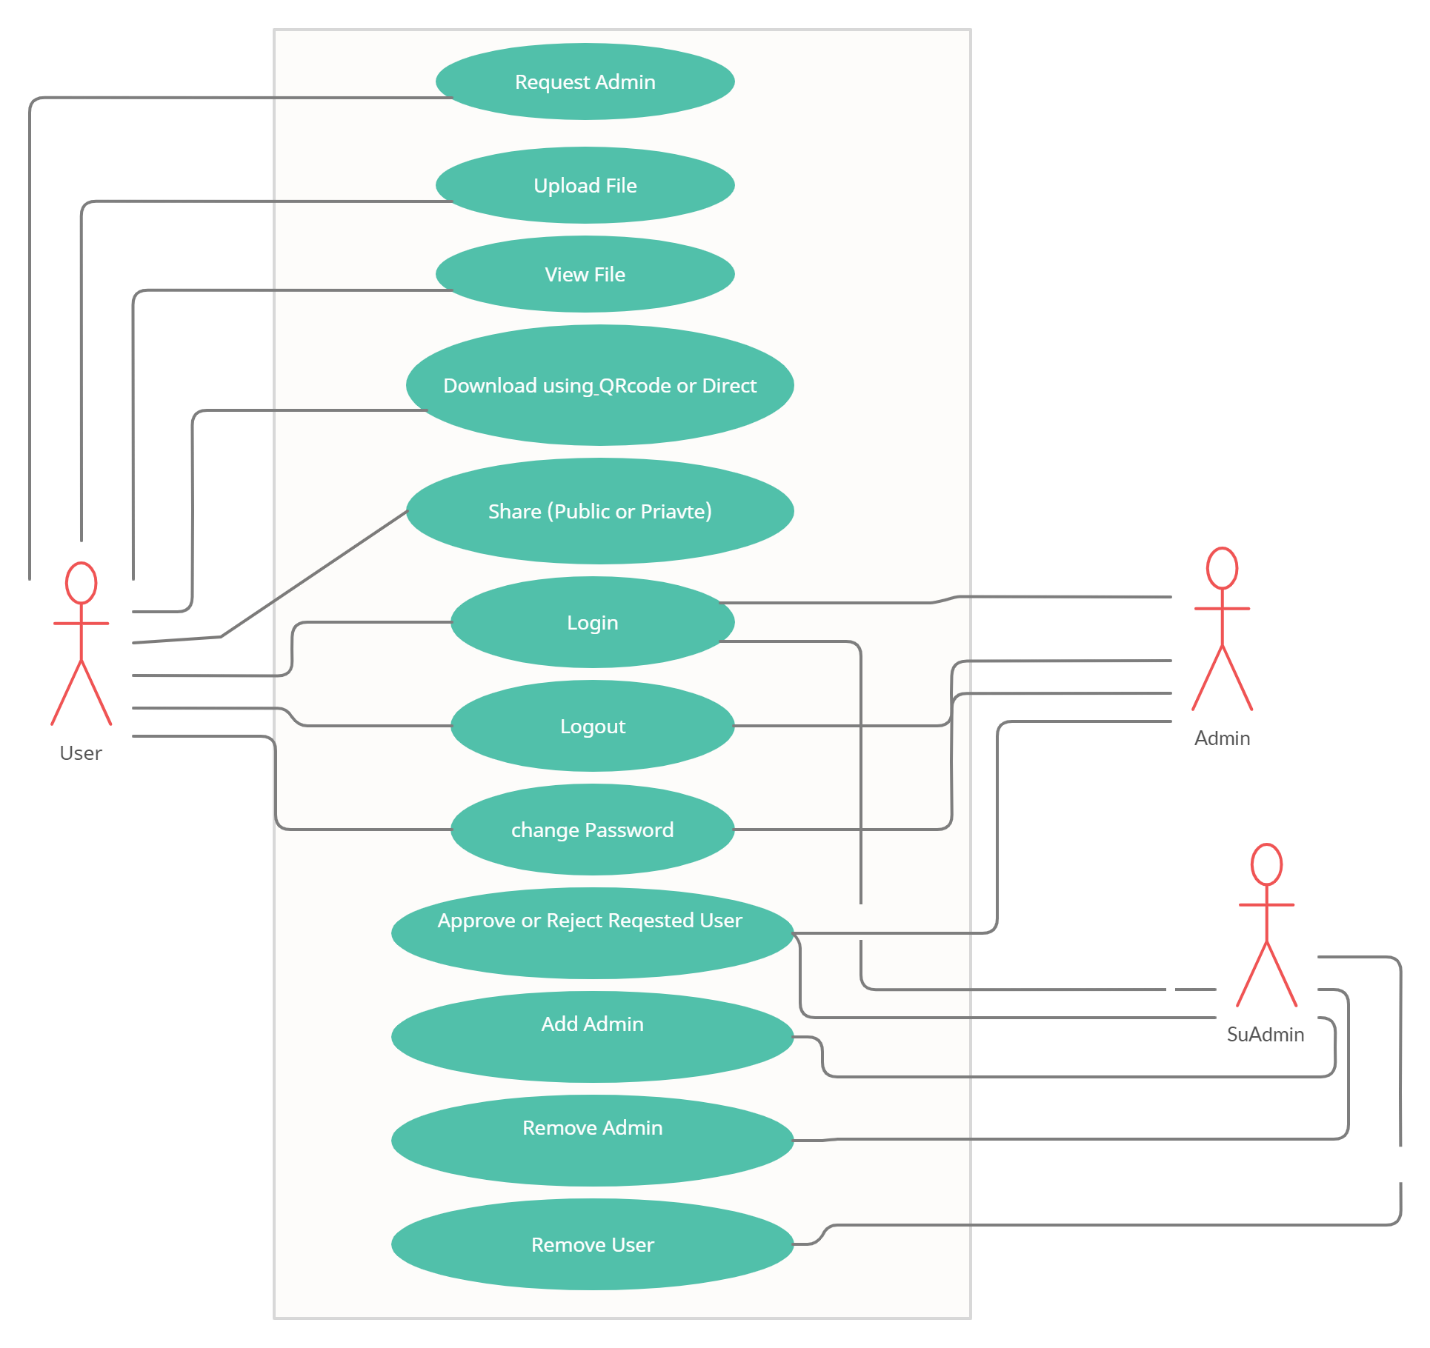 Request Admin
Upload File
View File
Download using QRcode or Direct
Share (Public or Priavte)
Login
Logout
change Password
Approve or Reject Reqested User
Add Admin
Remove Admin
Remove User
User
Admin
SuAdmin